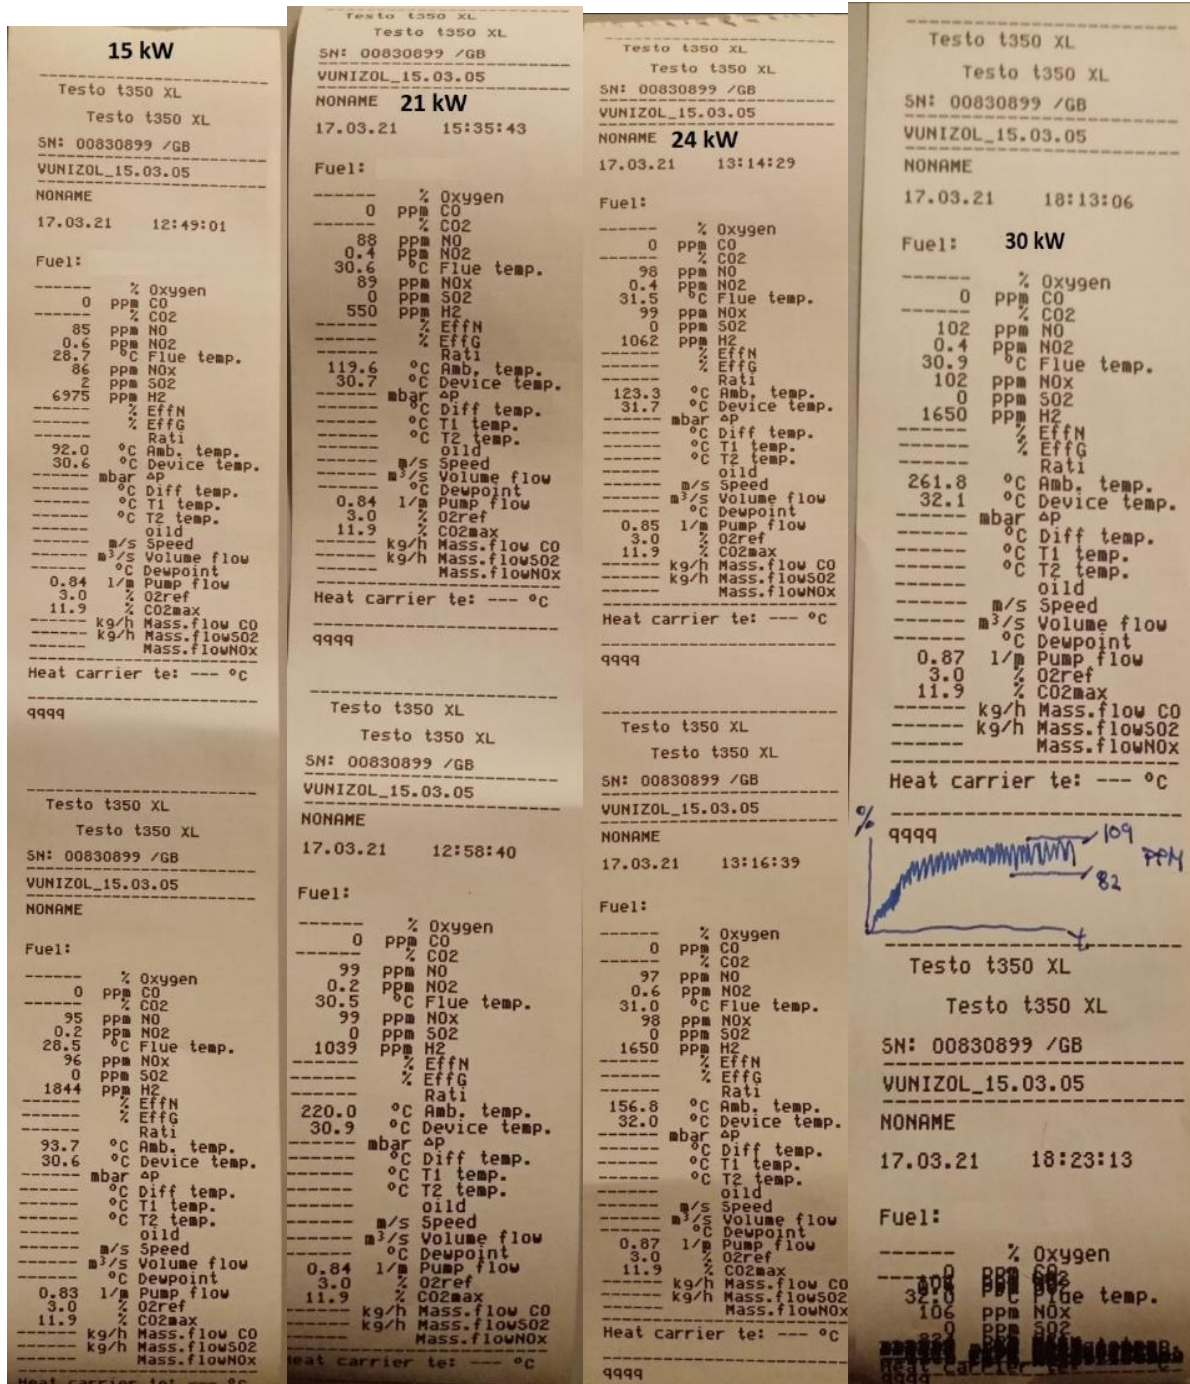 15 kW
Testo t350 XL
Testo t350 XL
SN: 00830899 /GB
VUNIZOL_15.03.05
NONAME
17.03.21 12:49:01
Fuel:
------ % Oxygen
0 ppm CO
------ % CO2
85 ppm NO
0.6 ppm NO2
28.7 °C Flue temp.
86 ppm NOx
2 ppm SO2
6975 ppm H2
------ % EffN
------ % EffG
------ Rati
92.0 °C Amb. temp.
30.6 °C Device temp.
------ mbar ΔP
------ °C Diff temp.
------ °C T1 temp.
------ °C T2 temp.
------ oild
------ m/s Speed
------ m³/s Volume flow
------ °C Dewpoint
0.84 l/m Pump flow
3.0 % O2ref
11.9 % CO2max
------ kg/h Mass.flow CO
------ kg/h Mass.flowSO2
------ Mass.flowNOx
Heat carrier te: --- °C
qqqq
Testo t350 XL
Testo t350 XL
SN: 00830899 /GB
VUNIZOL_15.03.05
NONAME
Fuel:
------ % Oxygen
0 ppm CO
------ % CO2
95 ppm NO
0.2 ppm NO2
28.5 °C Flue temp.
96 ppm NOx
0 ppm SO2
1844 ppm H2
------ % EffN
------ % EffG
------ Rati
93.7 °C Amb. temp.
30.6 °C Device temp.
------ mbar ΔP
------ °C Diff temp.
------ °C T1 temp.
------ °C T2 temp.
------ oild
------ m/s Speed
------ m³/s Volume flow
------ °C Dewpoint
0.83 l/m Pump flow
3.0 % O2ref
11.9 % CO2max
------ kg/h Mass.flow CO
------ kg/h Mass.flowSO2
------ Mass.flowNOx
Heat carrier te: --- °C
Testo t350 XL
Testo t350 XL
SN: 00830899 /GB
VUNIZOL_15.03.05
NONAME 21 kW
17.03.21 15:35:43
Fuel:
------ % Oxygen
0 ppm CO
------ % CO2
88 ppm NO
0.4 ppm NO2
30.6 °C Flue temp.
89 ppm NOx
0 ppm SO2
550 ppm H2
------ % EffN
------ % EffG
------ Rati
119.6 °C Amb. temp.
30.7 °C Device temp.
------ mbar ΔP
------ °C Diff temp.
------ °C T1 temp.
------ °C T2 temp.
------ oild
------ m/s Speed
------ m³/s Volume flow
------ °C Dewpoint
0.84 l/m Pump flow
3.0 % O2ref
11.9 % CO2max
------ kg/h Mass.flow CO
------ kg/h Mass.flowSO2
------ Mass.flowNOx
Heat carrier te: --- °C
qqqq
Testo t350 XL
Testo t350 XL
SN: 00830899 /GB
VUNIZOL_15.03.05
NONAME
17.03.21 12:58:40
Fuel:
------ % Oxygen
0 ppm CO
------ % CO2
99 ppm NO
0.2 ppm NO2
30.5 °C Flue temp.
99 ppm NOx
0 ppm SO2
1039 ppm H2
------ % EffN
------ % EffG
------ Rati
220.0 °C Amb. temp.
30.9 °C Device temp.
------ mbar ΔP
------ °C Diff temp.
------ °C T1 temp.
------ °C T2 temp.
------ oild
------ m/s Speed
------ m³/s Volume flow
------ °C Dewpoint
0.84 l/m Pump flow
3.0 % O2ref
11.9 % CO2max
------ kg/h Mass.flow CO
------ kg/h Mass.flowSO2
------ Mass.flowNOx
Heat carrier te: --- °C
Testo t350 XL
Testo t350 XL
SN: 00830899 /GB
VUNIZOL_15.03.05
NONAME 24 kW
17.03.21 13:14:29
Fuel:
------ % Oxygen
0 ppm CO
------ % CO2
98 ppm NO
0.4 ppm NO2
31.5 °C Flue temp.
99 ppm NOx
0 ppm SO2
1062 ppm H2
------ % EffN
------ % EffG
------ Rati
123.3 °C Amb. temp.
31.7 °C Device temp.
------ mbar ΔP
------ °C Diff temp.
------ °C T1 temp.
------ °C T2 temp.
------ oild
------ m/s Speed
------ m³/s Volume flow
------ °C Dewpoint
0.85 l/m Pump flow
3.0 % O2ref
11.9 % CO2max
------ kg/h Mass.flow CO
------ kg/h Mass.flowSO2
------ Mass.flowNOx
Heat carrier te: --- °C
qqqq
Testo t350 XL
Testo t350 XL
SN: 00830899 /GB
VUNIZOL_15.03.05
NONAME
17.03.21 13:16:39
Fuel:
------ % Oxygen
0 ppm CO
------ % CO2
97 ppm NO
0.6 ppm NO2
31.0 °C Flue temp.
98 ppm NOx
0 ppm SO2
1650 ppm H2
------ % EffN
------ % EffG
------ Rati
156.8 °C Amb. temp.
32.0 °C Device temp.
------ mbar ΔP
------ °C Diff temp.
------ °C T1 temp.
------ °C T2 temp.
------ oild
------ m/s Speed
------ m³/s Volume flow
------ °C Dewpoint
0.87 l/m Pump flow
3.0 % O2ref
11.9 % CO2max
------ kg/h Mass.flow CO
------ kg/h Mass.flowSO2
------ Mass.flowNOx
Heat carrier te: --- °C
qqqq
Testo t350 XL
Testo t350 XL
SN: 00830899 /GB
VUNIZOL_15.03.05
NONAME
17.03.21 18:13:06
Fuel: 30 kW
------ % Oxygen
0 ppm CO
------ % CO2
102 ppm NO
0.4 ppm NO2
30.9 °C Flue temp.
102 ppm NOx
0 ppm SO2
1650 ppm H2
------ % EffN
------ % EffG
------ Rati
261.8 °C Amb. temp.
32.1 °C Device temp.
------ mbar ΔP
------ °C Diff temp.
------ °C T1 temp.
------ °C T2 temp.
------ oild
------ m/s Speed
------ m³/s Volume flow
------ °C Dewpoint
0.87 l/m Pump flow
3.0 % O2ref
11.9 % CO2max
------ kg/h Mass.flow CO
------ kg/h Mass.flowSO2
------ Mass.flowNOx
Heat carrier te: --- °C
qqqq
%
109
PPM
82
t
Testo t350 XL
Testo t350 XL
SN: 00830899 /GB
VUNIZOL_15.03.05
NONAME
17.03.21 18:23:13
Fuel:
------ % Oxygen
0 ppm
32.0 °C Flue temp.
106 ppm NOx
0 ppm SO2
Heat carrier te: --- °C
qqqq